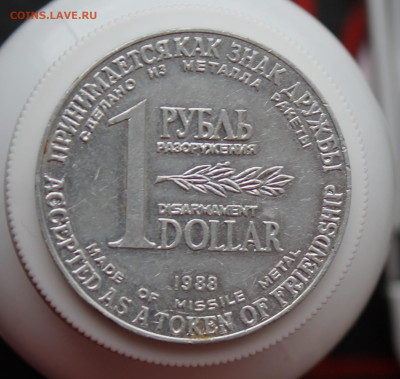 COINS.LAVE.RU
ПРИНИМАЕТСЯ КАК ЗНАК ДРУЖБЫ
СДЕЛАНО ИЗ МЕТАЛЛА РАКЕТЫ
1 РУБЛЬ
РАЗОРУЖЕНИЯ
DISARMAMENT
DOLLAR
1988
MADE OF MISSILE METAL
ACCEPTED AS A TOKEN OF FRIENDSHIP